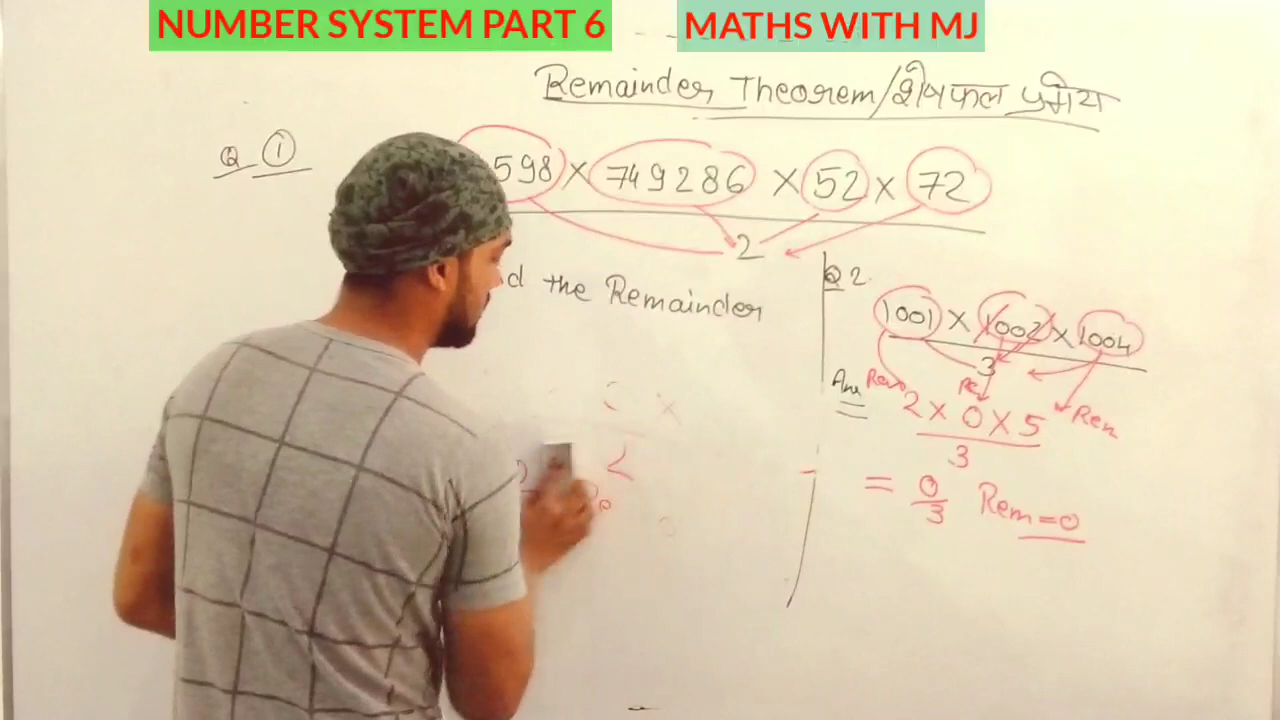 NUMBER SYSTEM PART 6
MATHS WITH MJ
Remainder Theorem/शेषफल प्रमेय
Q ①
598 × 749286 × 52 × 72
2
d the Remainder
Q 2
1001 × 1002 × 1004
3
Ans Rem Rem
2 × 0 × 5
Rem
3
= 0/3 Rem = 0
2